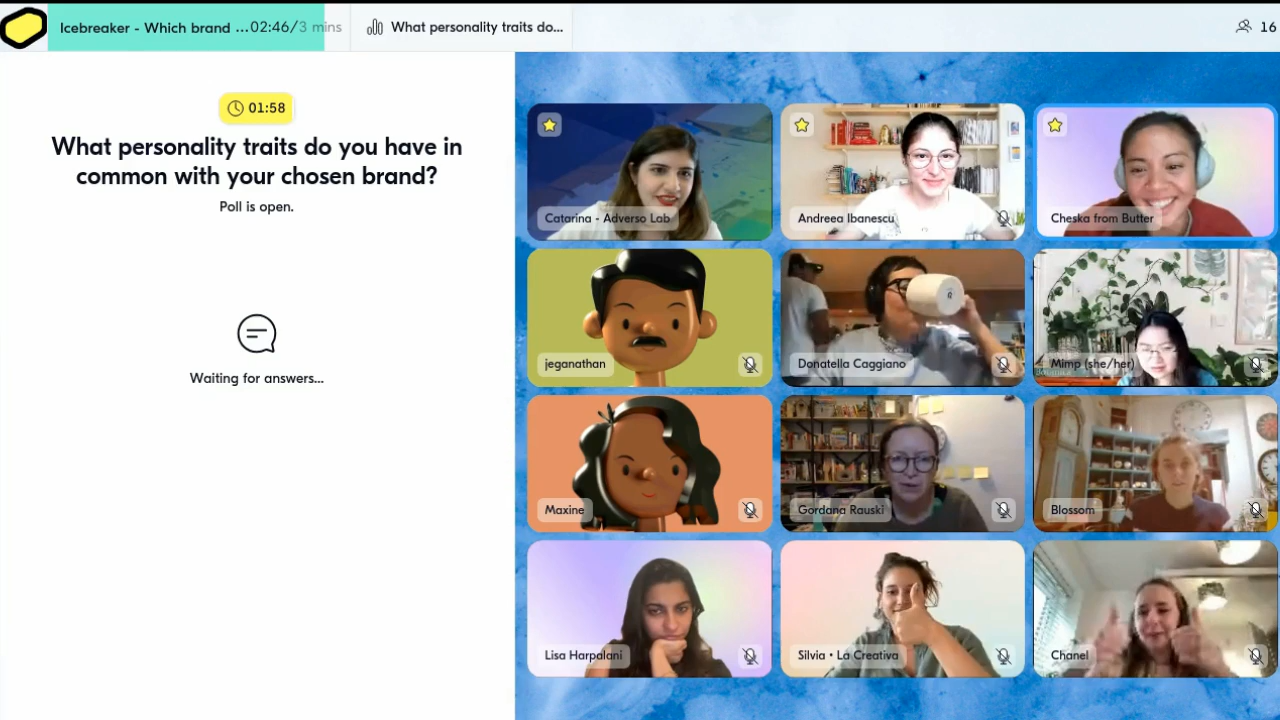 Icebreaker - Which brand ...02:46/3 mins
What personality traits do...
16
01:58
What personality traits do you have in
common with your chosen brand?
Poll is open.
Waiting for answers...
Catarina - Adverso Lab
Andreea Ibanescu
Cheska from Butter
jeganathan
Donatella Caggiano
Mimp (she/her)
Maxine
Gordana Rauski
Blossom
Lisa Harpalani
Silvia • La Creativa
Chanel